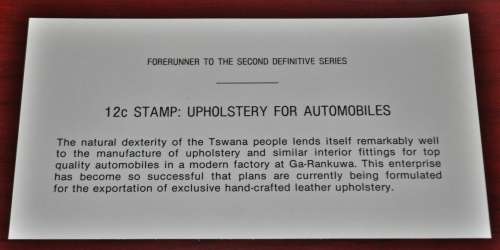 FORERUNNER TO THE SECOND DEFINITIVE SERIES
12c STAMP: UPHOLSTERY FOR AUTOMOBILES
The natural dexterity of the Tswana people lends itself remarkably well
to the manufacture of upholstery and similar interior fittings for top
quality automobiles in a modern factory at Ga-Rankuwa. This enterprise
has become so successful that plans are currently being formulated
for the exportation of exclusive hand-crafted leather upholstery.